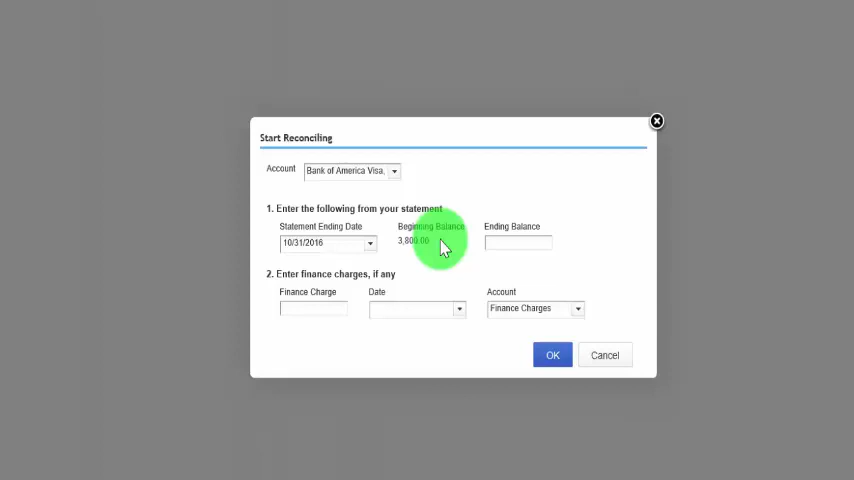 Start Reconciling
Account Bank of America Visa,
1. Enter the following from your statement
Statement Ending Date Beginning Balance Ending Balance
10/31/2016 3,800.00
2. Enter finance charges, if any
Finance Charge Date Account
Finance Charges
OK Cancel